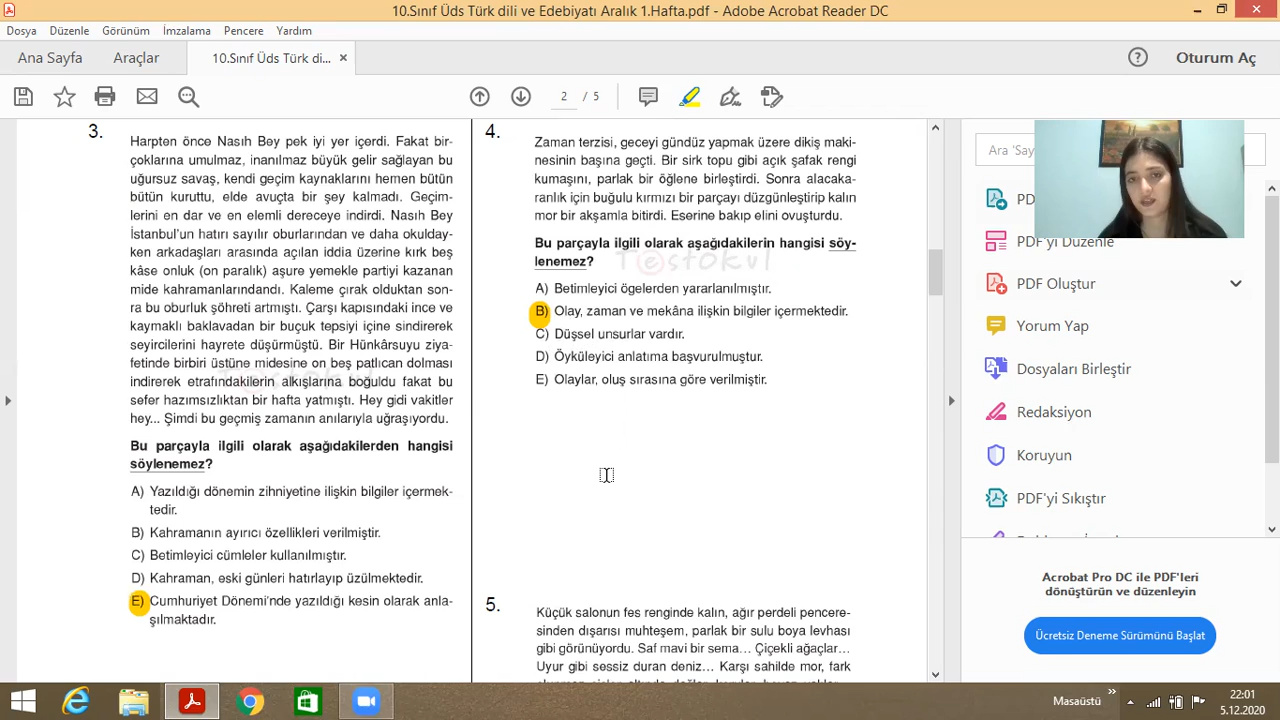 10.Sınıf Üds Türk dili ve Edebiyatı Aralık 1.Hafta.pdf - Adobe Acrobat Reader DC
Dosya Düzenle Görünüm İmzalama Pencere Yardım
Ana Sayfa Araçlar 10.Sınıf Üds Türk di... × Oturum Aç
2 / 5
3.
Harpten önce Nasıh Bey pek iyi yer içerdi. Fakat bir-
çoklarına umulmaz, inanılmaz büyük gelir sağlayan bu
uğursuz savaş, kendi geçim kaynaklarını hemen bütün
bütün kuruttu, elde avuçta bir şey kalmadı. Geçim-
lerini en dar ve en elemli dereceye indirdi. Nasıh Bey
İstanbul'un hatırı sayılır oburlarından ve daha okulday-
ken arkadaşları arasında açılan iddia üzerine kırk beş
kâse onluk (on paralık) aşure yemekle partiyi kazanan
mide kahramanlarındandı. Kaleme çırak olduktan son-
ra bu oburluk şöhreti artmıştı. Çarşı kapısındaki ince ve
kaynaklı baklavadan bir buçuk tepsiyi içine sindirerek
seyircilerini hayrete düşürmüştü. Bir Hünkârsuyu ziya-
fetinde birbiri üstüne midesine on beş patlıcan dolması
indirerek etrafındakilerin alkışlarına boğuldu fakat bu
sefer hazımsızlıktan bir hafta yatmıştı. Hey gidi vakitler
hey... Şimdi bu geçmiş zamanın anılarıyla uğraşıyordu.
Bu parçayla ilgili olarak aşağıdakilerden hangisi
söylenemez?
A) Yazıldığı dönemin zihniyetine ilişkin bilgiler içermek-
tedir.
B) Kahramanın ayırıcı özellikleri verilmiştir.
C) Betimleyici cümleler kullanılmıştır.
D) Kahraman, eski günleri hatırlayıp üzülmektedir.
E) Cumhuriyet Dönemi'nde yazıldığı kesin olarak anla-
şılmaktadır.
4.
Zaman terzisi, geceyi gündüz yapmak üzere dikiş maki-
nesinin başına geçti. Bir sirk topu gibi açık şafak rengi
kumaşını, parlak bir öğlene birleştirdi. Sonra alacaka-
ranlık için buğulu kırmızı bir parçayı düzgünleştirip kalın
mor bir akşamla bitirdi. Eserine bakıp elini ovuşturdu.
Bu parçayla ilgili olarak aşağıdakilerin hangisi söy-
lenemez?
Testokul
A) Betimleyici ögelerden yararlanılmıştır.
B) Olay, zaman ve mekâna ilişkin bilgiler içermektedir.
C) Düşsel unsurlar vardır.
D) Öyküleyici anlatıma başvurulmuştur.
E) Olaylar, oluş sırasına göre verilmiştir.
5.
Küçük salonun fes renginde kalın, ağır perdeli pencere-
sinden dışarısı muhteşem, parlak bir sulu boya levhası
gibi görünüyordu. Saf mavi bir sema... Çiçekli ağaçlar...
Uyur gibi sessiz duran deniz... Karşı sahilde mor, fark
Ara 'Say
PD
PDF'yi Düzenle
PDF Oluştur
Yorum Yap
Dosyaları Birleştir
Redaksiyon
Koruyun
PDF'yi Sıkıştır
Acrobat Pro DC ile PDF'leri
dönüştürün ve düzenleyin
Ücretsiz Deneme Sürümünü Başlat
Masaüstü
22:01
5.12.2020